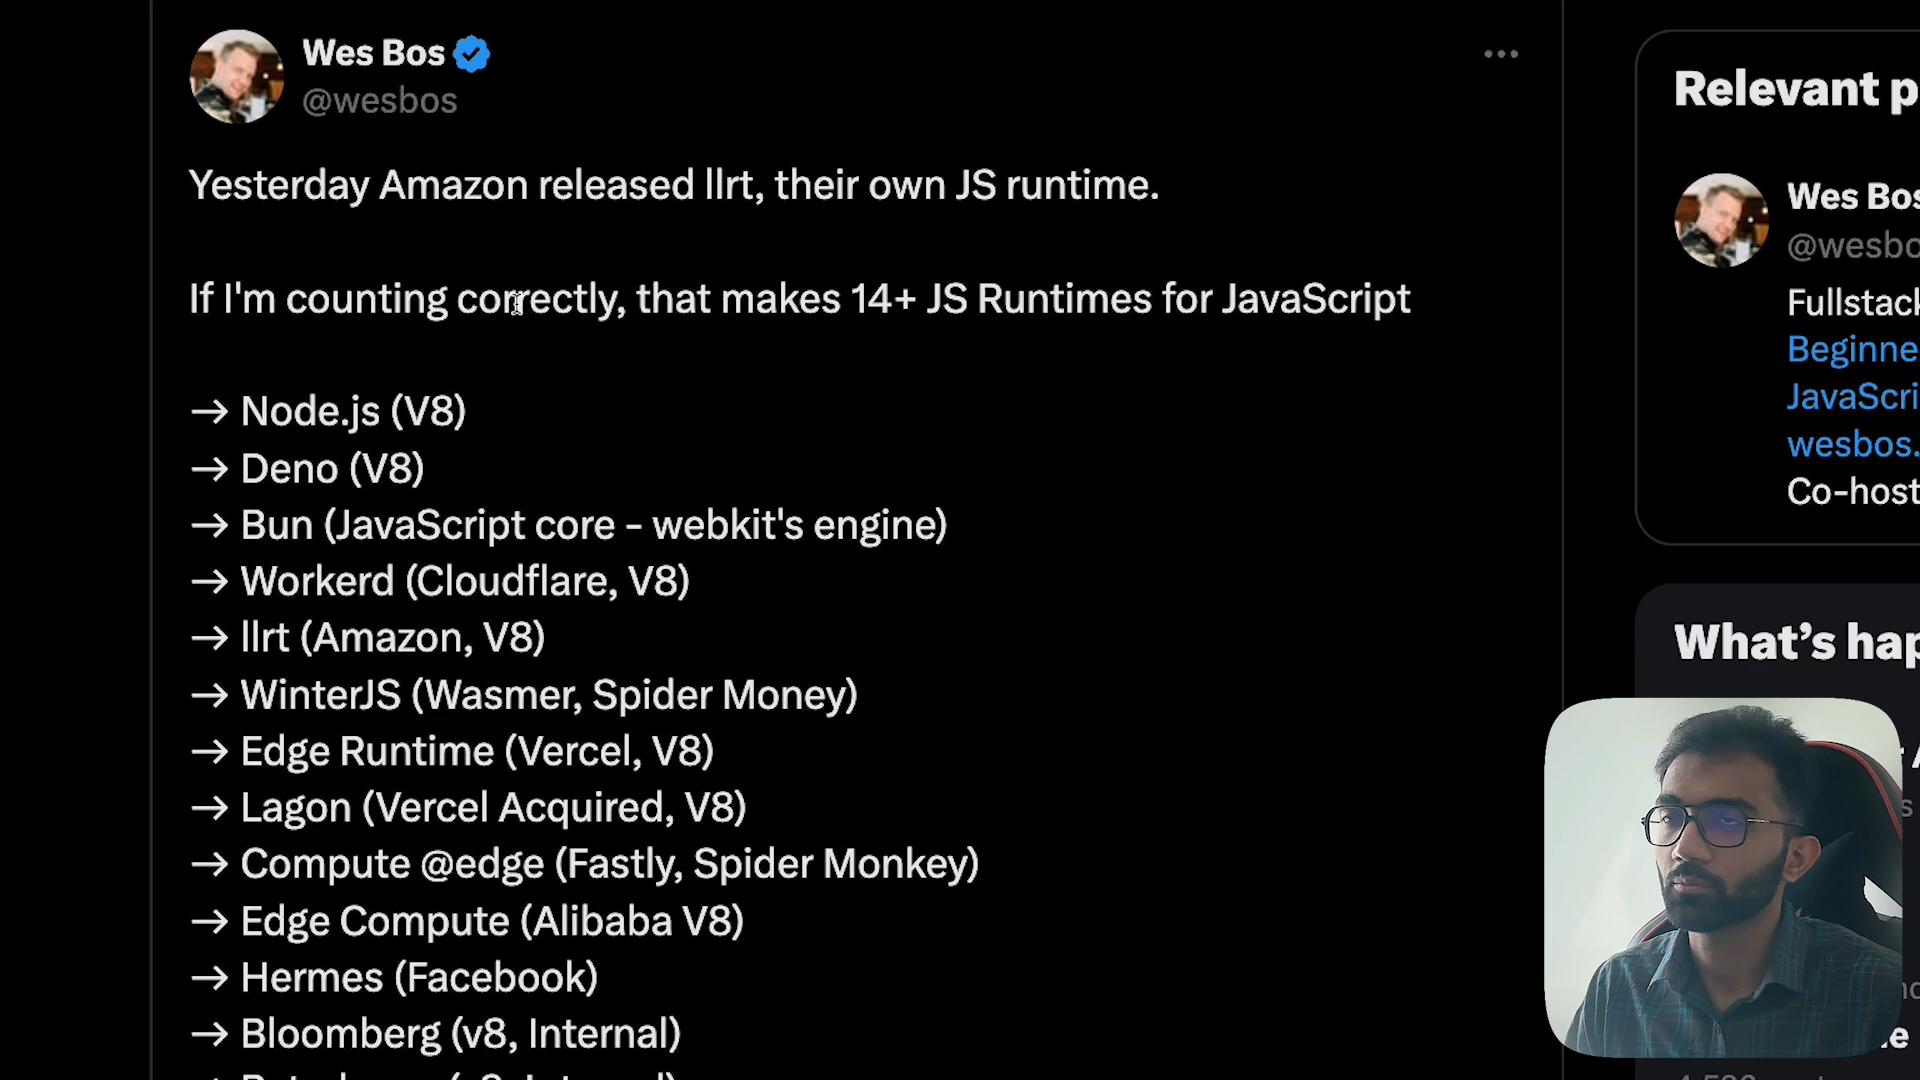 Wes Bos
@wesbos
Yesterday Amazon released llrt, their own JS runtime.
If I'm counting correctly, that makes 14+ JS Runtimes for JavaScript
→ Node.js (V8)
→ Deno (V8)
→ Bun (JavaScript core - webkit's engine)
→ Workerd (Cloudflare, V8)
→ llrt (Amazon, V8)
→ WinterJS (Wasmer, Spider Money)
→ Edge Runtime (Vercel, V8)
→ Lagon (Vercel Acquired, V8)
→ Compute @edge (Fastly, Spider Monkey)
→ Edge Compute (Alibaba V8)
→ Hermes (Facebook)
→ Bloomberg (v8, Internal)
Relevant p
Wes Bos
@wesbo
Fullstack
Beginne
JavaScri
wesbos.
Co-host
What's hap